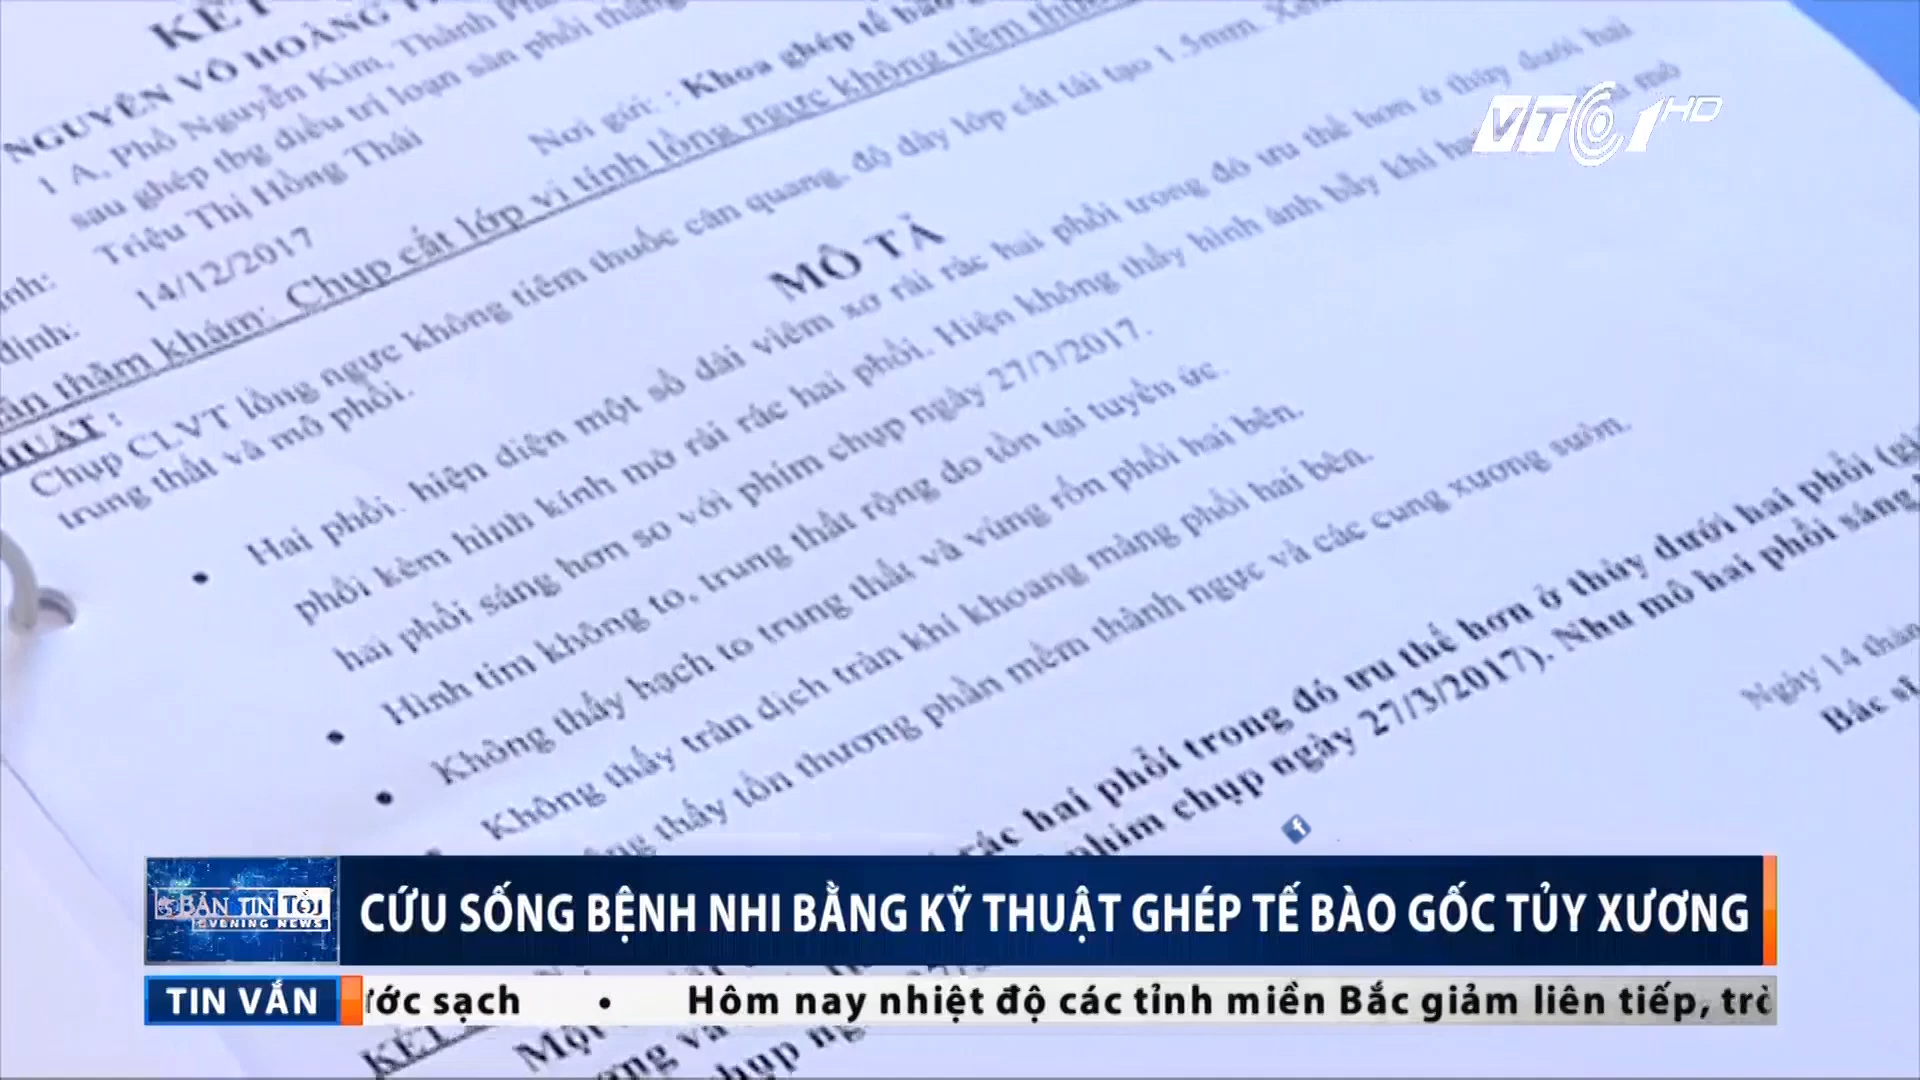 KẾT
NGUYỄN VÕ HOÀNG
1 A, Phố Nguyễn Kim, Thành
sau ghép tbg điều trị loạn sản phổi tháng
Triệu Thị Hồng Thái
Nơi gửi: : Khoa ghép tế bào
14/12/2017
định:
thăm khám: Chụp cắt lớp vi tính lồng ngực không tiêm thuốc
THUẬT :
Chụp CLVT lồng ngực không tiêm thuốc cản quang, độ dày lớp cắt tái tạo 1.5mm.
trung thất và mô phổi.
MÔ TẢ
• Hai phổi. hiện diện một số dải viêm xơ rải rác hai phổi trong đó ưu thế hơn ở thùy dưới hai
phổi kèm hình kính mờ rải rác hai phổi. Hiện không thấy hình ảnh bẫy khí hai mô
hai phổi sáng hơn so với phim chụp ngày 27/3/2017.
• Hình tim không to, trung thất rộng do tồn tại tuyến ức.
• Không thấy hạch to trung thất và vùng rốn phổi hai bên.
Không thấy tràn dịch tràn khí khoang màng phổi hai bên.
thấy tổn thương phần mềm thành ngực và các cung xương sườn.
rác hai phổi trong đó ưu thế hơn ở thùy dưới hai phổi
phim chụp ngày 27/3/2017). Nhu mô hai phổi sáng
Ngày 14
Bác sĩ
VTC1 HD
BẢN TIN TỐI
EVENING NEWS
CỨU SỐNG BỆNH NHI BẰNG KỸ THUẬT GHÉP TẾ BÀO GỐC TỦY XƯƠNG
TIN VẮN
sạch • Hôm nay nhiệt độ các tỉnh miền Bắc giảm liên tiếp,
KẾT
Một